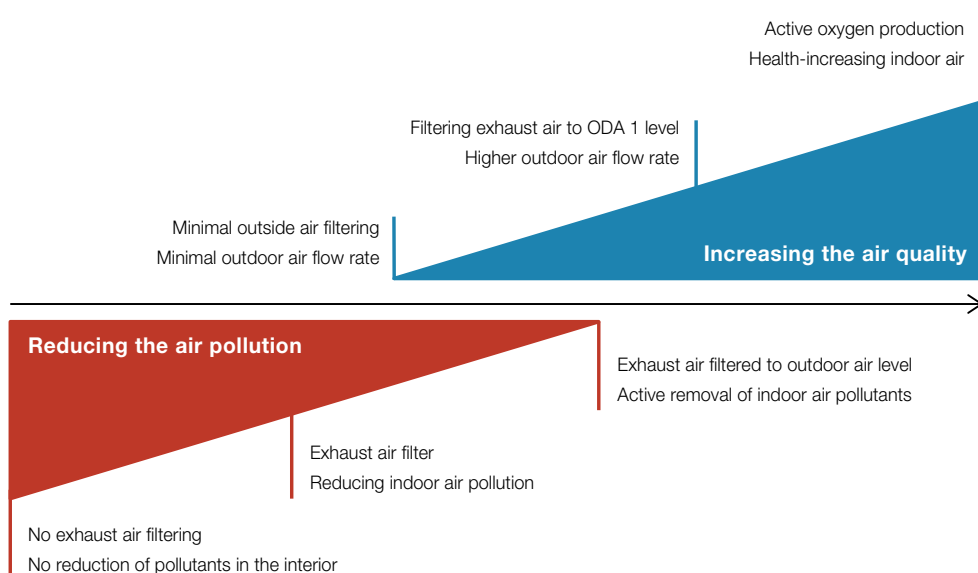 Active oxygen production
Health-increasing indoor air
Filtering exhaust air to ODA 1 level
Higher outdoor air flow rate
Minimal outside air filtering
Minimal outdoor air flow rate
Increasing the air quality
Reducing the air pollution
Exhaust air filtered to outdoor air level
Active removal of indoor air pollutants
Exhaust air filter
Reducing indoor air pollution
No exhaust air filtering
No reduction of pollutants in the interior